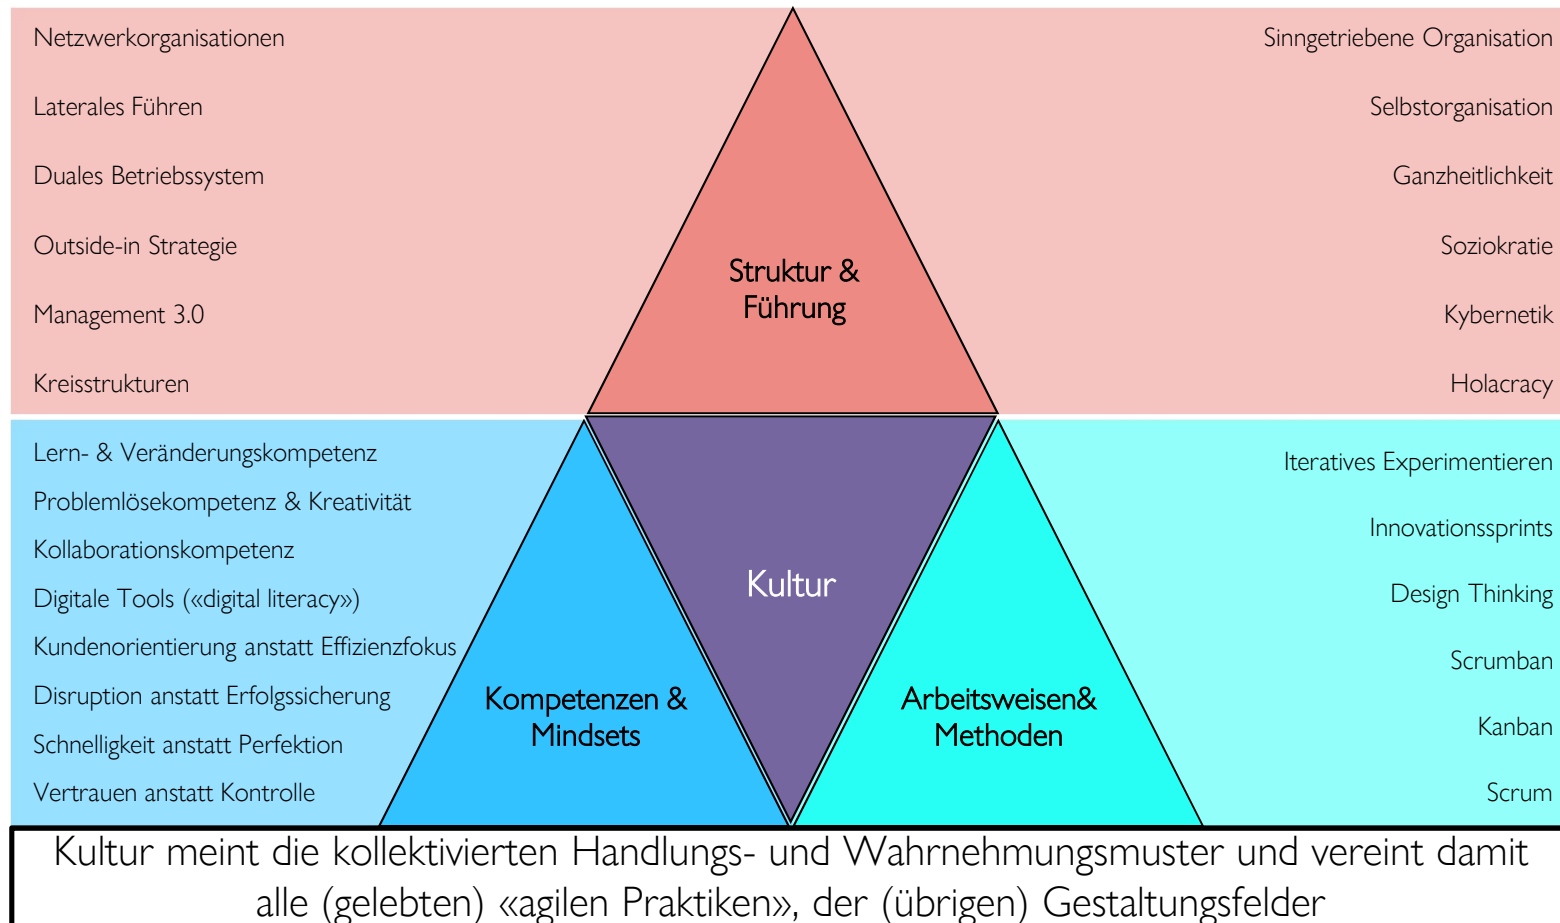 Netzwerkorganisationen
Laterales Führen
Duales Betriebssystem
Outside-in Strategie
Management 3.0
Kreisstrukturen
Sinngetriebene Organisation
Selbstorganisation
Ganzheitlichkeit
Soziokratie
Kybernetik
Holacracy
Struktur &
Führung
Lern- & Veränderungskompetenz
Problemlösekompetenz & Kreativität
Kollaborationskompetenz
Digitale Tools («digital literacy»)
Kundenorientierung anstatt Effizienzfokus
Disruption anstatt Erfolgssicherung
Schnelligkeit anstatt Perfektion
Vertrauen anstatt Kontrolle
Kompetenzen &
Mindsets
Kultur
Arbeitsweisen&
Methoden
Iteratives Experimentieren
Innovationssprints
Design Thinking
Scrumban
Kanban
Scrum
Kultur meint die kollektivierten Handlungs- und Wahrnehmungsmuster und vereint damit
alle (gelebten) «agilen Praktiken», der (übrigen) Gestaltungsfelder